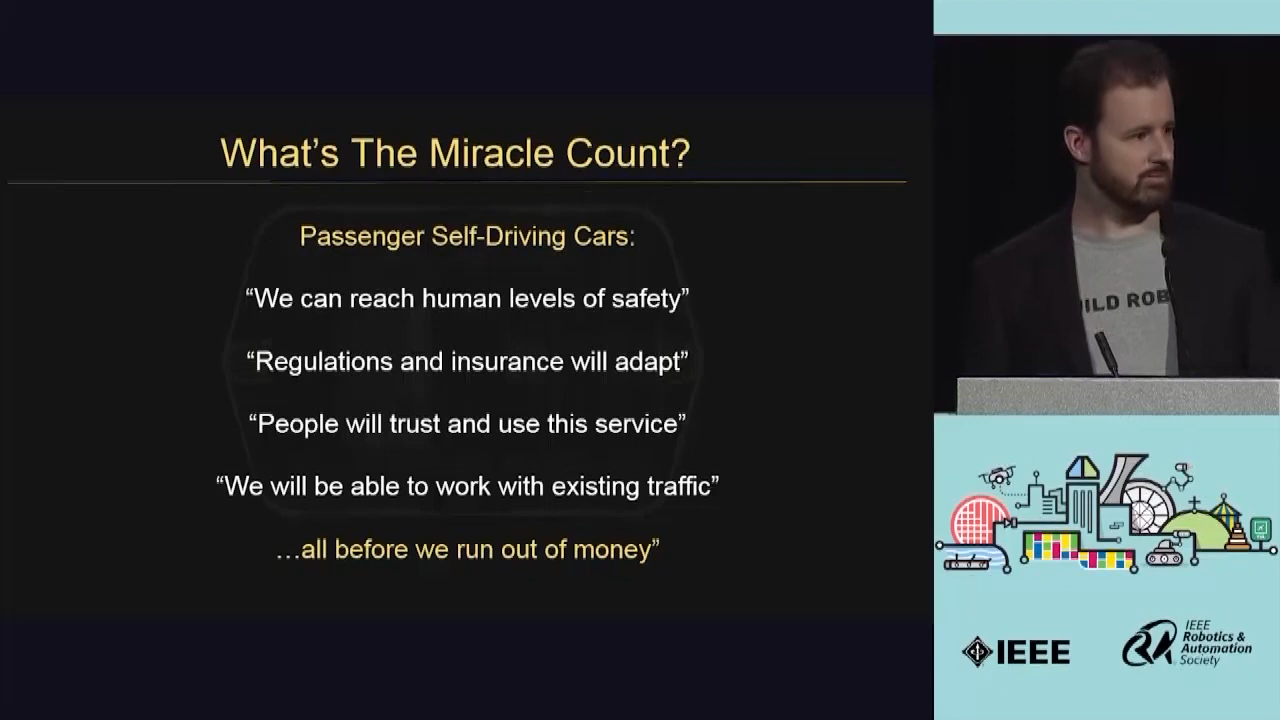 What's The Miracle Count?
Passenger Self-Driving Cars:
“We can reach human levels of safety”
“Regulations and insurance will adapt”
“People will trust and use this service”
“We will be able to work with existing traffic”
…all before we run out of money”
ILD ROB
IEEE
IEEE
Robotics &
Automation
Society